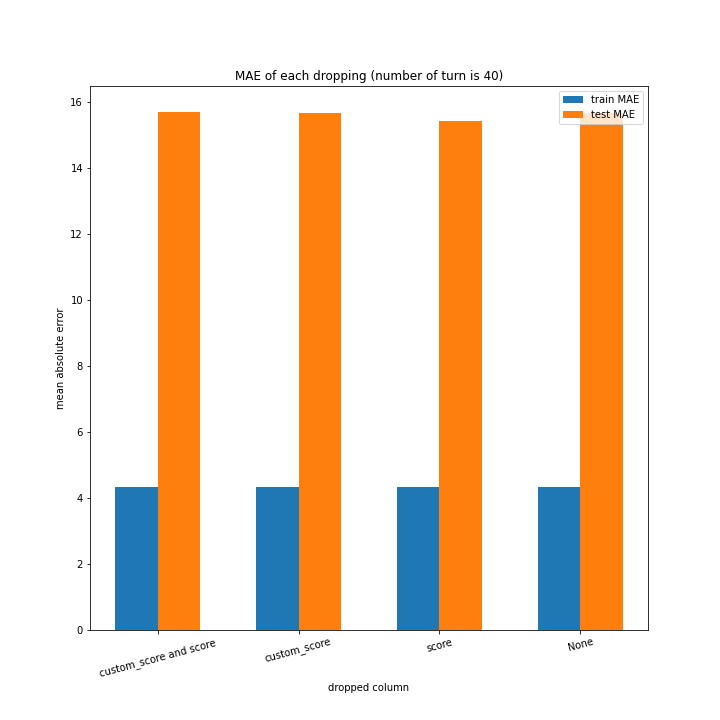 MAE of each dropping (number of turn is 40)
train MAE
test MAE
16
14
12
10
8
6
4
2
0
mean absolute error
custom_score and score
custom_score
score
None
dropped column